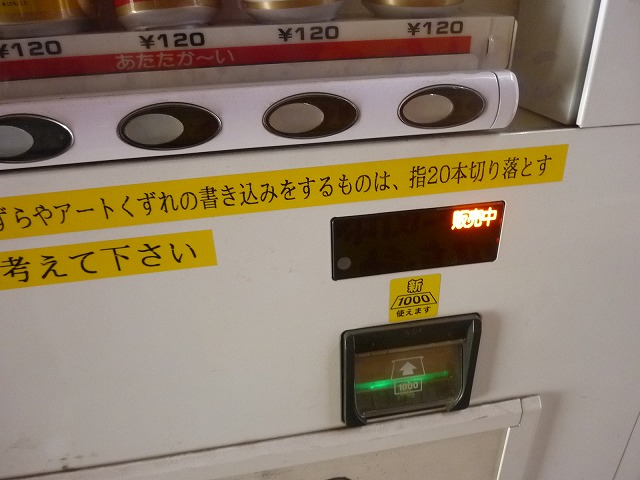 ¥120 ¥120 ¥120 ¥120
あたたか〜い
ずらやアートくずれの書き込みをするものは、指20本切り落とす
考えて下さい
販売中
新
1000
使えます
1000